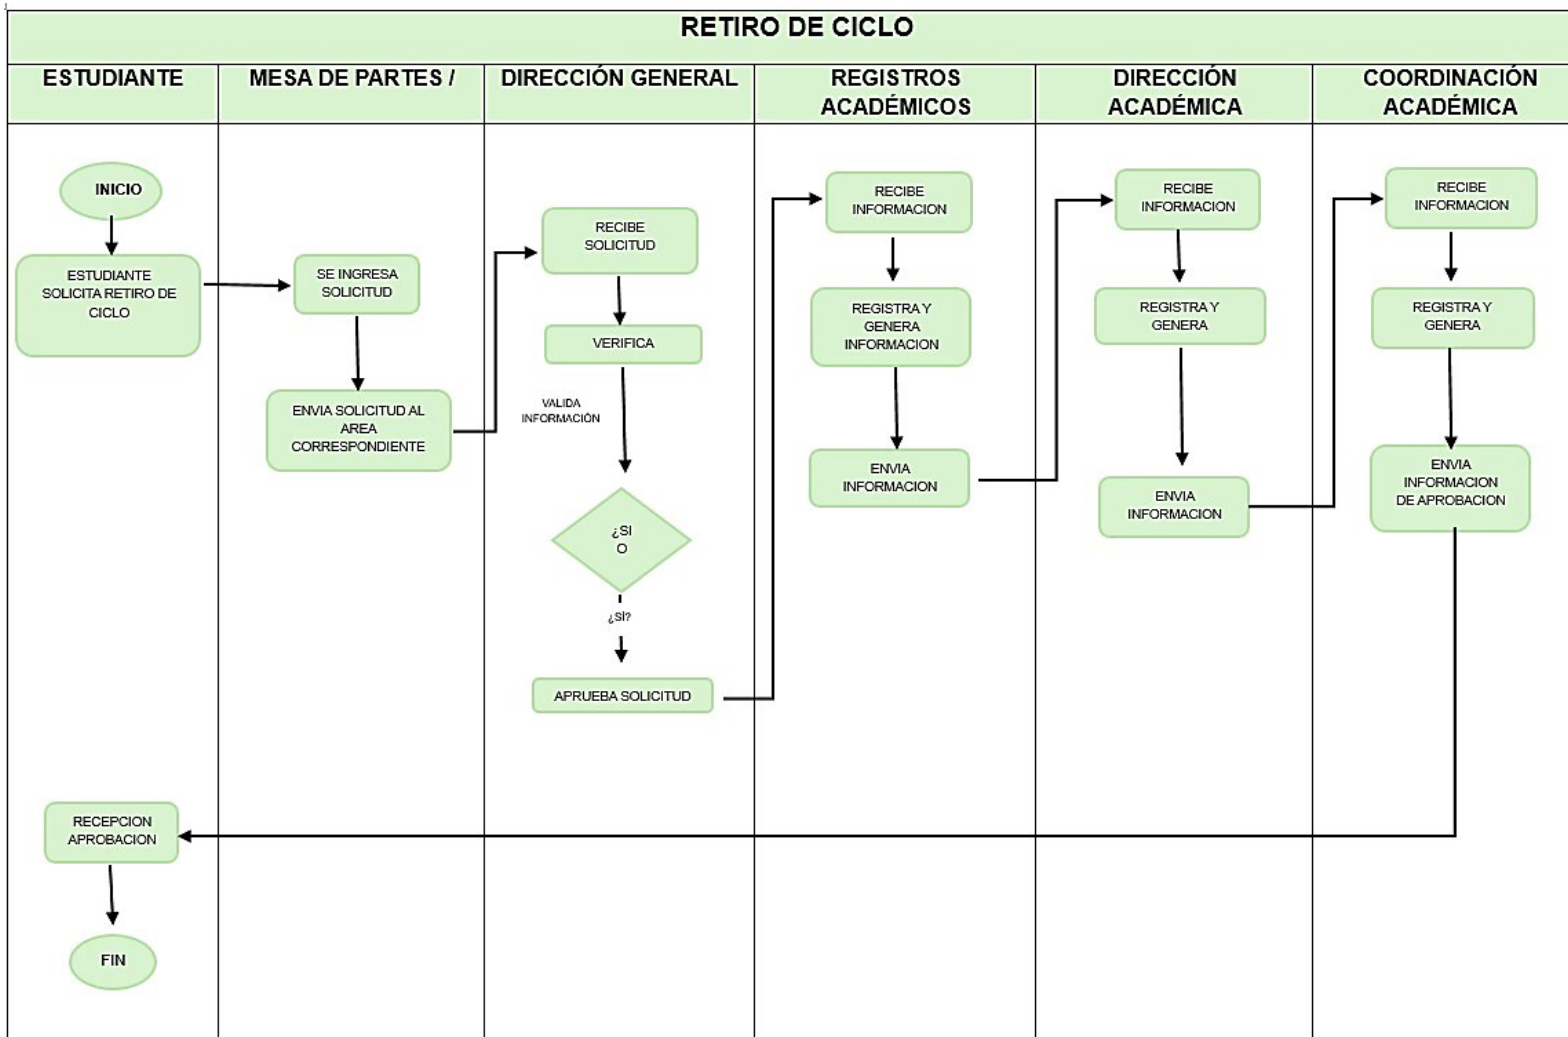 RETIRO DE CICLO
ESTUDIANTE
MESA DE PARTES /
DIRECCIÓN GENERAL
REGISTROS
ACADÉMICOS
DIRECCIÓN
ACADÉMICA
COORDINACIÓN
ACADÉMICA
INICIO
ESTUDIANTE
SOLICITA RETIRO DE
CICLO
SE INGRESA
SOLICITUD
ENVIA SOLICITUD AL
AREA
CORRESPONDIENTE
RECIBE
SOLICITUD
VERIFICA
VALIDA
INFORMACIÓN
¿SI
O
¿SÍ?
APRUEBA SOLICITUD
RECIBE
INFORMACION
REGISTRA Y
GENERA
INFORMACION
ENVIA
INFORMACION
RECIBE
INFORMACION
REGISTRA Y
GENERA
ENVIA
INFORMACION
RECIBE
INFORMACION
REGISTRA Y
GENERA
ENVIA
INFORMACION
DE APROBACION
RECEPCION
APROBACION
FIN